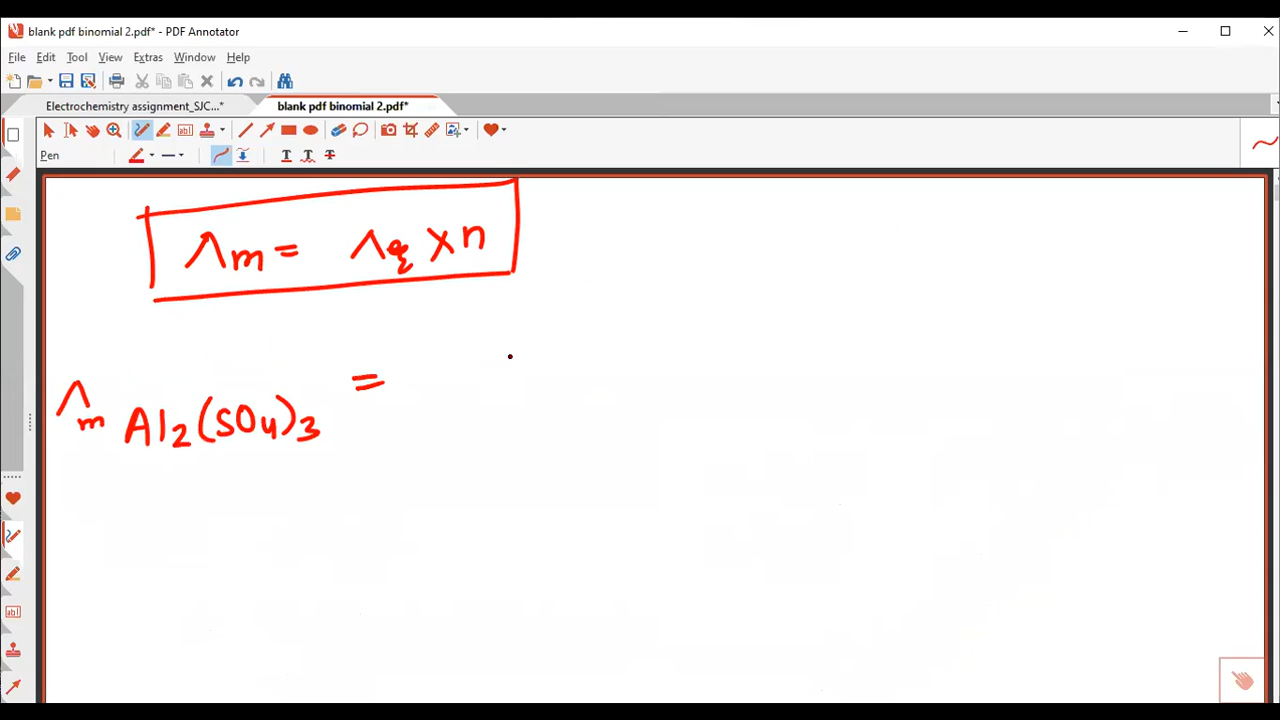 blank pdf binomial 2.pdf* - PDF Annotator
File Edit Tool View Extras Window Help
Electrochemistry assignment_SJC...* blank pdf binomial 2.pdf*
Pen
Λm = Λq × n
Λm Al2(SO4)3 =